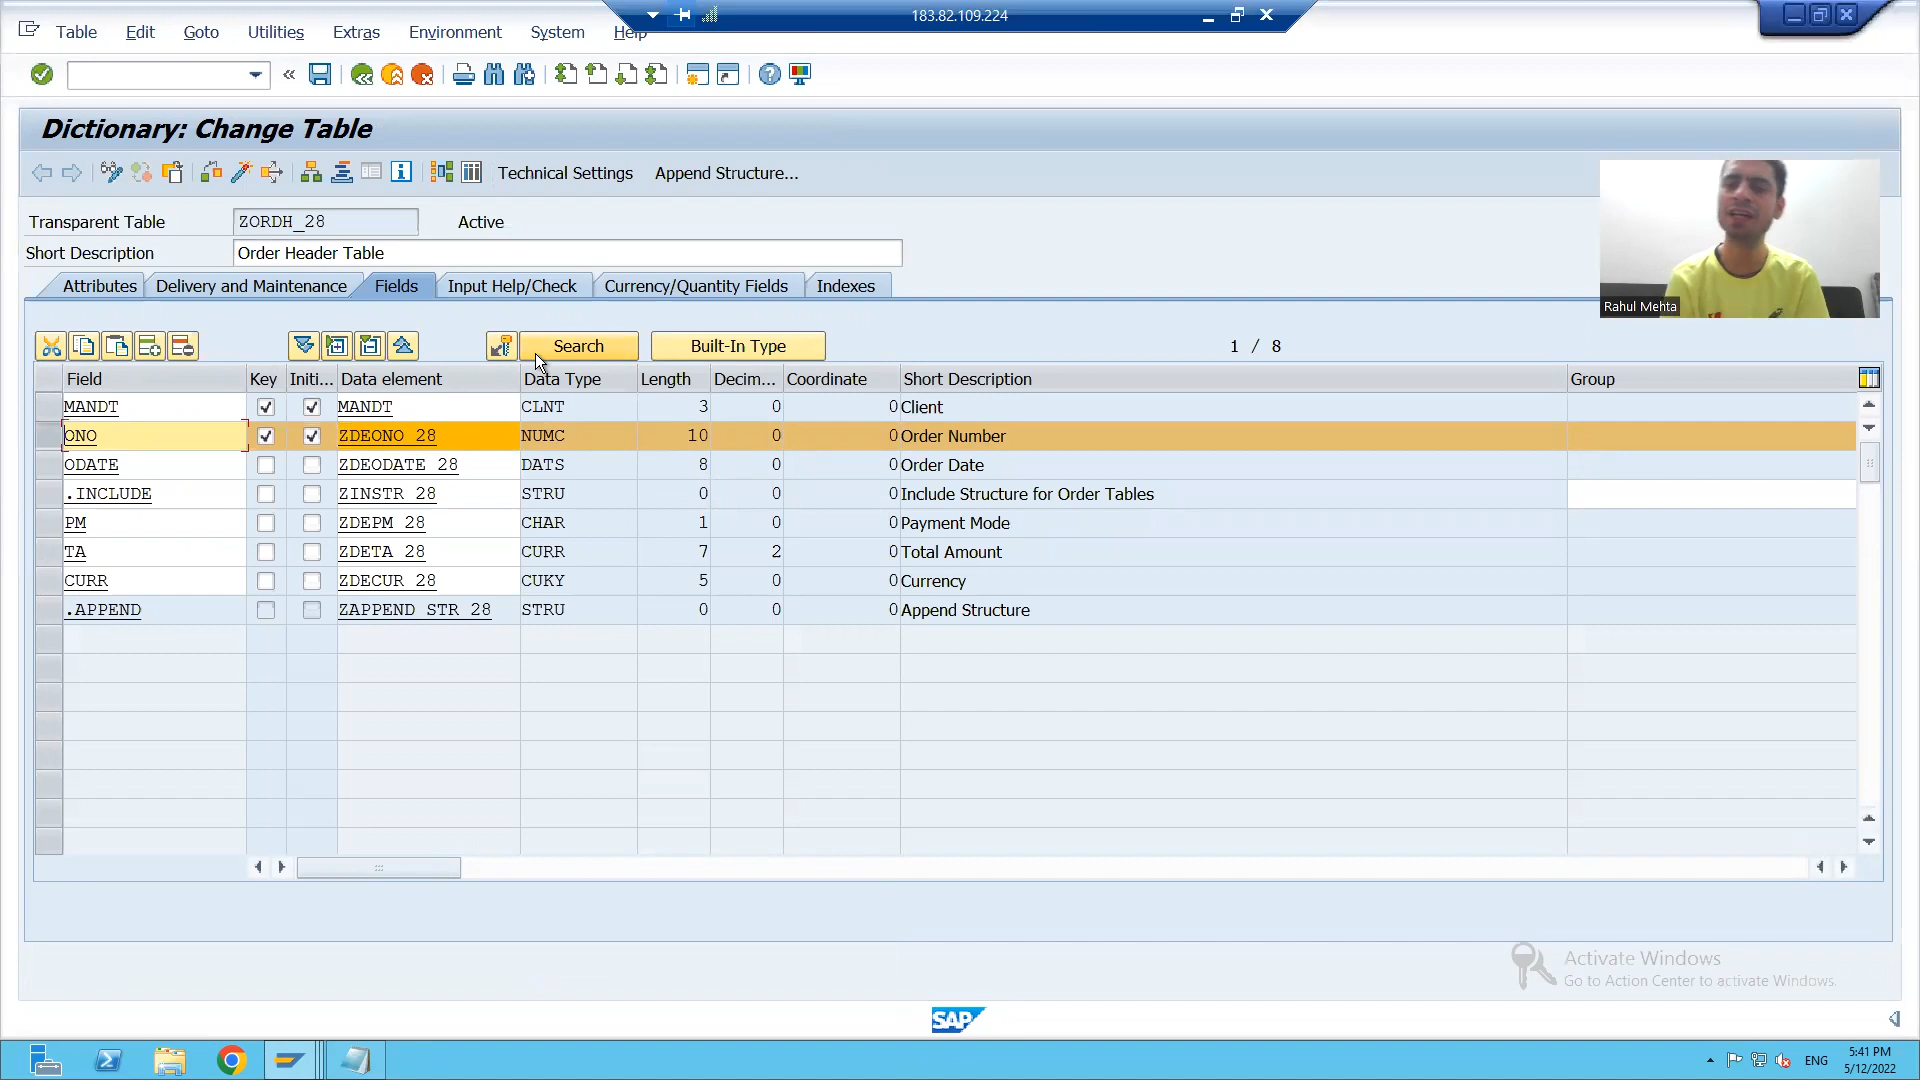 183.82.109.224
Table Edit Goto Utilities Extras Environment System Help
Dictionary: Change Table
Technical Settings Append Structure...
Transparent Table ZORDH_28 Active
Short Description Order Header Table
Attributes Delivery and Maintenance Fields Input Help/Check Currency/Quantity Fields Indexes
Rahul Mehta
Search Built-In Type 1 / 8
Field Key Initi... Data element Data Type Length Decim... Coordinate Short Description Group
MANDT MANDT CLNT 3 0 0 Client
ONO ZDEONO_28 NUMC 10 0 0 Order Number
ODATE ZDEODATE_28 DATS 8 0 0 Order Date
.INCLUDE ZINSTR_28 STRU 0 0 0 Include Structure for Order Tables
PM ZDEPM_28 CHAR 1 0 0 Payment Mode
TA ZDETA_28 CURR 7 2 0 Total Amount
CURR ZDECUR_28 CUKY 5 0 0 Currency
.APPEND ZAPPEND_STR_28 STRU 0 0 0 Append Structure
Activate Windows
Go to Action Center to activate Windows.
SAP
ENG 5:41 PM
5/12/2022